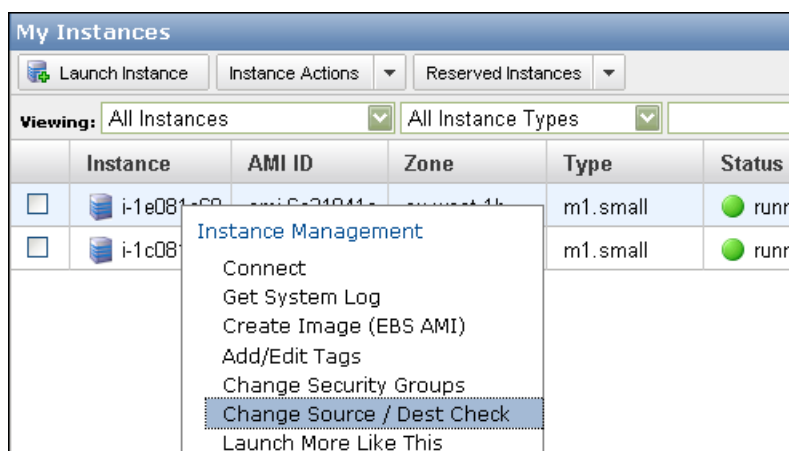 My Instances
Launch Instance Instance Actions Reserved Instances
Viewing: All Instances All Instance Types
Instance AMI ID Zone Type Status
m1.small
m1.small
Instance Management
Connect
Get System Log
Create Image (EBS AMI)
Add/Edit Tags
Change Security Groups
Change Source / Dest Check
Launch More Like This